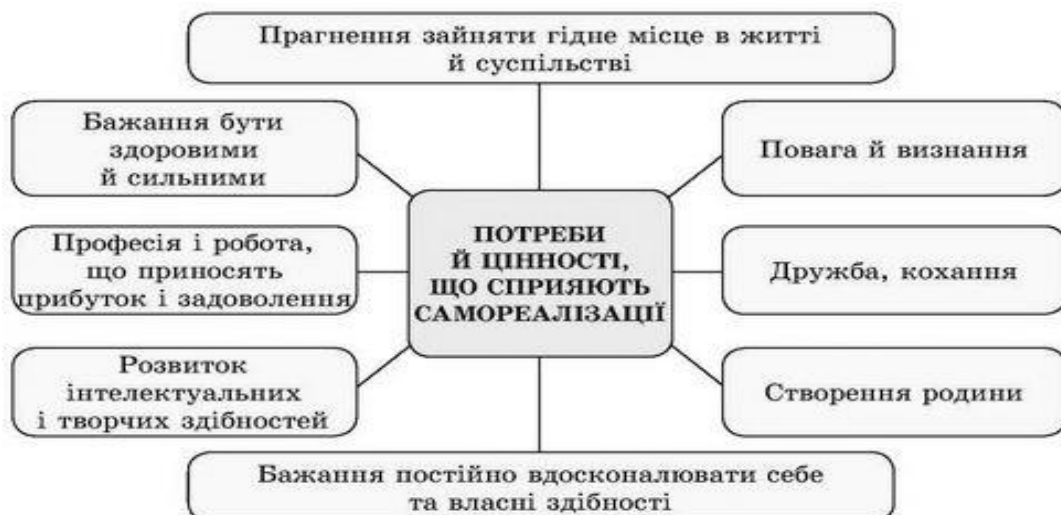 Прагнення зайняти гідне місце в житті
й суспільстві
Бажання бути
здоровими
й сильними
Повага й визнання
ПОТРЕБИ
Й ЦІННОСТІ,
ЩО СПРИЯЮТЬ
САМОРЕАЛІЗАЦІЇ
Професія і робота,
що приносять
прибуток і задоволення
Дружба, кохання
Розвиток
інтелектуальних
і творчих здібностей
Створення родини
Бажання постійно вдосконалювати себе
та власні здібності